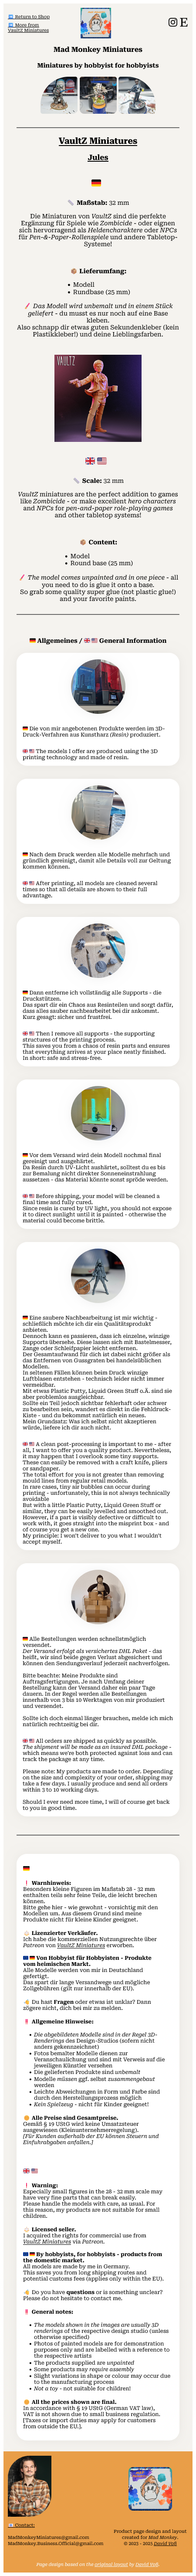 Return to Shop
More from
VaultZ Miniatures
Mad Monkey Miniatures
Miniatures by hobbyist for hobbyists
VaultZ Miniatures
Jules
Maßstab: 32 mm
Die Miniaturen von VaultZ sind die perfekte
Ergänzung für Spiele wie Zombicide - oder eignen
sich hervorragend als Heldencharaktere oder NPCs
für Pen-&-Paper-Rollenspiele und andere Tabletop-
Systeme!
Lieferumfang:
• Modell
• Rundbase (25 mm)
Das Modell wird unbemalt und in einem Stück
geliefert - du musst es nur noch auf eine Base
kleben.
Also schnapp dir etwas guten Sekundenkleber (kein
Plastikkleber!) und deine Lieblingsfarben.
VAULTZ
Scale: 32 mm
VaultZ miniatures are the perfect addition to games
like Zombicide - or make excellent hero characters
and NPCs for pen-and-paper role-playing games
and other tabletop systems!
Content:
• Model
• Round base (25 mm)
The model comes unpainted and in one piece - all
you need to do is glue it onto a base.
So grab some quality super glue (not plastic glue!)
and your favorite paints.
Allgemeines / General Information
Die von mir angebotenen Produkte werden im 3D-
Druck-Verfahren aus Kunstharz (Resin) produziert.
The models I offer are produced using the 3D
printing technology and made of resin.
Nach dem Druck werden alle Modelle mehrfach und
gründlich gereinigt, damit alle Details voll zur Geltung
kommen können.
After printing, all models are cleaned several
times so that all details are shown to their full
advantage.
Dann entferne ich vollständig alle Supports - die
Druckstützen.
Das spart dir ein Chaos aus Resinteilen und sorgt dafür,
dass alles sauber nachbearbeitet bei dir ankommt.
Kurz gesagt: sicher und frustfrei.
Then I remove all supports - the supporting
structures of the printing process.
This saves you from a chaos of resin parts and ensures
that everything arrives at your place neatly finished.
In short: safe and stress-free.
Vor dem Versand wird dein Modell nochmal final
gereinigt und ausgehärtet.
Da Resin durch UV-Licht aushärtet, solltest du es bis
zur Bemalung nicht direkter Sonneneinstrahlung
aussetzen - das Material könnte sonst spröde werden.
Before shipping, your model will be cleaned a
final time and fully cured.
Since resin is cured by UV light, you should not expose
it to direct sunlight until it is painted - otherwise the
material could become brittle.
Eine saubere Nachbearbeitung ist mir wichtig -
schließlich möchte ich dir ein Qualitätsprodukt
anbieten.
Dennoch kann es passieren, dass ich einzelne, winzige
Supports übersehe. Diese lassen sich mit Bastelmesser,
Zange oder Schleifpapier leicht entfernen.
Der Gesamtaufwand für dich ist dabei nicht größer als
das Entfernen von Gussgraten bei handelsüblichen
Modellen.
In seltenen Fällen können beim Druck winzige
Luftblasen entstehen - technisch leider nicht immer
vermeidbar.
Mit etwas Plastic Putty, Liquid Green Stuff o.Ä. sind sie
aber problemlos ausgleichbar.
Sollte ein Teil jedoch sichtbar fehlerhaft oder schwer
zu bearbeiten sein, wandert es direkt in die Fehldruck-
Kiste - und du bekommst natürlich ein neues.
Mein Grundsatz: Was ich selbst nicht akzeptieren
würde, liefere ich dir auch nicht.
A clean post-processing is important to me - after
all, I want to offer you a quality product. Nevertheless,
it may happen that I overlook some tiny supports.
These can easily be removed with a craft knife, pliers
or sandpaper.
The total effort for you is not greater than removing
mould lines from regular retail models.
In rare cases, tiny air bubbles can occur during
printing - unfortunately, this is not always technically
avoidable
But with a little Plastic Putty, Liquid Green Stuff or
similar, they can be easily levelled and smoothed out.
However, if a part is visibly defective or difficult to
work with, it goes straight into the misprint box - and
of course you get a new one.
My principle: I won't deliver to you what I wouldn't
accept myself.
Alle Bestellungen werden schnellstmöglich
versendet.
Der Versand erfolgt als versichertes DHL Paket - das
heißt, wir sind beide gegen Verlust abgesichert und
können den Sendungsverlauf jederzeit nachverfolgen.
Bitte beachte: Meine Produkte sind
Auftragsfertigungen. Je nach Umfang deiner
Bestellung kann der Versand daher ein paar Tage
dauern. In der Regel werden alle Bestellungen
innerhalb von 3 bis 10 Werktagen von mir produziert
und versendet.
Sollte ich doch einmal länger brauchen, melde ich mich
natürlich rechtzeitig bei dir.
All orders are shipped as quickly as possible.
The shipment will be made as an insured DHL package -
which means we're both protected against loss and can
track the package at any time.
Please note: My products are made to order. Depending
on the size and complexity of your order, shipping may
take a few days. I usually produce and send all orders
within 3 to 10 working days.
Should I ever need more time, I will of course get back
to you in good time.
Warnhinweis:
Besonders kleine Figuren im Maßstab 28 - 32 mm
enthalten teils sehr feine Teile, die leicht brechen
können.
Bitte gehe hier - wie gewohnt - vorsichtig mit den
Modellen um. Aus diesem Grund sind meine
Produkte nicht für kleine Kinder geeignet.
Lizenzierter Verkäufer.
Ich habe die kommerziellen Nutzungsrechte über
Patreon von VaultZ Miniatures erworben.
Von Hobbyist für Hobbyisten - Produkte
vom heimischen Markt.
Alle Modelle werden von mir in Deutschland
gefertigt.
Das spart dir lange Versandwege und mögliche
Zollgebühren (gilt nur innerhalb der EU).
Du hast Fragen oder etwas ist unklar? Dann
zögere nicht, dich bei mir zu melden.
Allgemeine Hinweise:
• Die abgebildeten Modelle sind in der Regel 3D-
Renderings des Design-Studios (sofern nicht
anders gekennzeichnet)
• Fotos bemalter Modelle dienen zur
Veranschaulichung und sind mit Verweis auf die
jeweiligen Künstler versehen
• Die gelieferten Produkte sind unbemalt
• Modelle müssen ggf. selbst zusammengebaut
werden
• Leichte Abweichungen in Form und Farbe sind
durch den Herstellungsprozess möglich
• Kein Spielzeug - nicht für Kinder geeignet!
Alle Preise sind Gesamtpreise.
Gemäß § 19 UStG wird keine Umsatzsteuer
ausgewiesen (Kleinunternehmerregelung).
[Für Kunden außerhalb der EU können Steuern und
Einfuhrabgaben anfallen.]
Warning:
Especially small figures in the 28 - 32 mm scale may
have very fine parts that can break easily.
Please handle the models with care, as usual. For
this reason, my products are not suitable for small
children.
Licensed seller.
I acquired the rights for commercial use from
VaultZ Miniatures via Patreon.
By hobbyists, for hobbyists - products from
the domestic market.
All models are made by me in Germany.
This saves you from long shipping routes and
potential customs fees (applies only within the EU).
Do you have questions or is something unclear?
Please do not hesitate to contact me.
General notes:
• The models shown in the images are usually 3D
renderings of the respective design studio (unless
otherwise specified)
• Photos of painted models are for demonstration
purposes only and are labelled with a reference to
the respective artists
• The products supplied are unpainted
• Some products may require assembly
• Slight variations in shape or colour may occur due
to the manufacturing process
• Not a toy - not suitable for children!
All the prices shown are final.
In accordance with § 19 UStG (German VAT law),
VAT is not shown due to small business regulation.
[Taxes or import duties may apply for customers
from outside the EU.].
Contact:
MadMonkeyMiniatures@gmail.com
MadMonkey.Business.Official@gmail.com
Product page design and layout
created for Mad Monkey.
© 2023 - 2025 David Toß
Page design based on the original layout by David Toß.